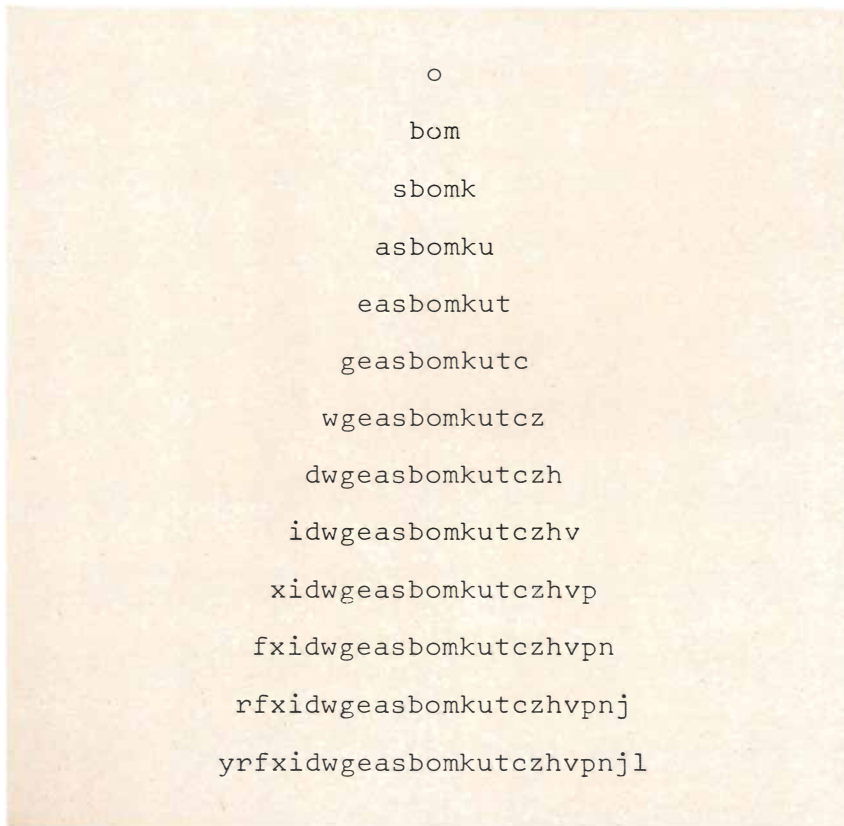 o
bom
sbomk
asbomku
easbomkut
geasbomkutc
wgeasbomkutcz
dwgeasbomkutczh
idwgeasbomkutczhv
xidwgeasbomkutczhvp
fxidwgeasbomkutczhvpn
rfxidwgeasbomkutczhvpnj
yrfxidwgeasbomkutczhvpnjl